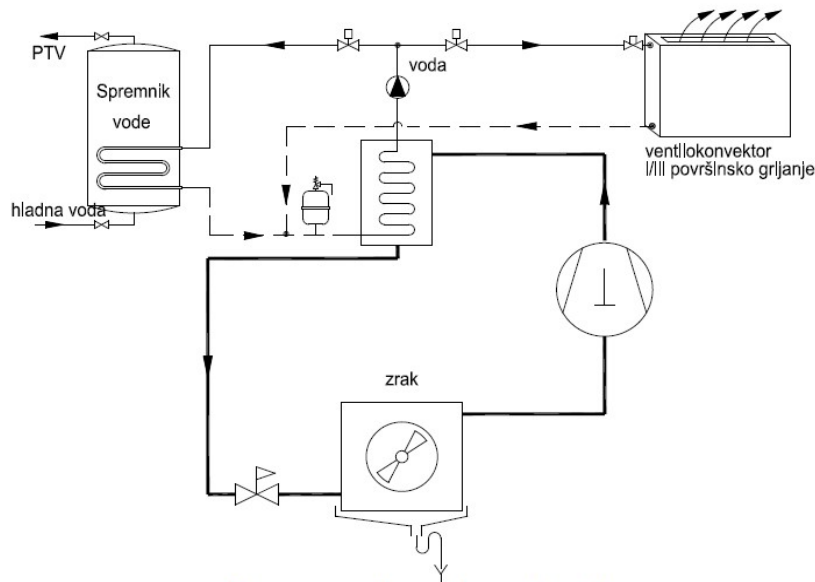 PTV
Spremnik
vode
voda
ventilokonvektor
i/ili površinsko grijanje
hladna voda
zrak